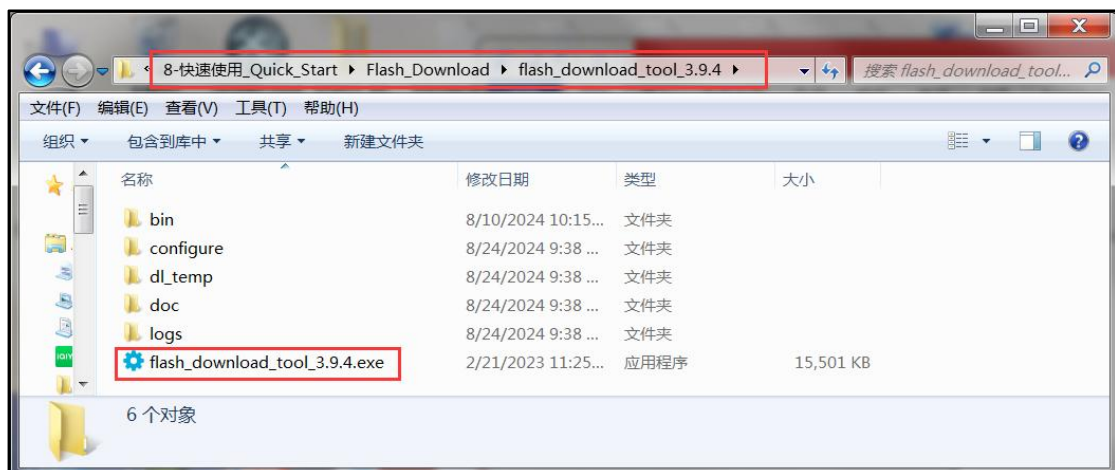 8-快速使用_Quick_Start ▸ Flash_Download ▸ flash_download_tool_3.9.4 ▸ 搜索 flash_download_tool...
文件(F) 编辑(E) 查看(V) 工具(T) 帮助(H)
组织 包含到库中 共享 新建文件夹
名称 修改日期 类型 大小
bin 8/10/2024 10:15... 文件夹
configure 8/24/2024 9:38 ... 文件夹
dl_temp 8/24/2024 9:38 ... 文件夹
doc 8/24/2024 9:38 ... 文件夹
logs 8/24/2024 9:38 ... 文件夹
flash_download_tool_3.9.4.exe 2/21/2023 11:25... 应用程序 15,501 KB
6 个对象